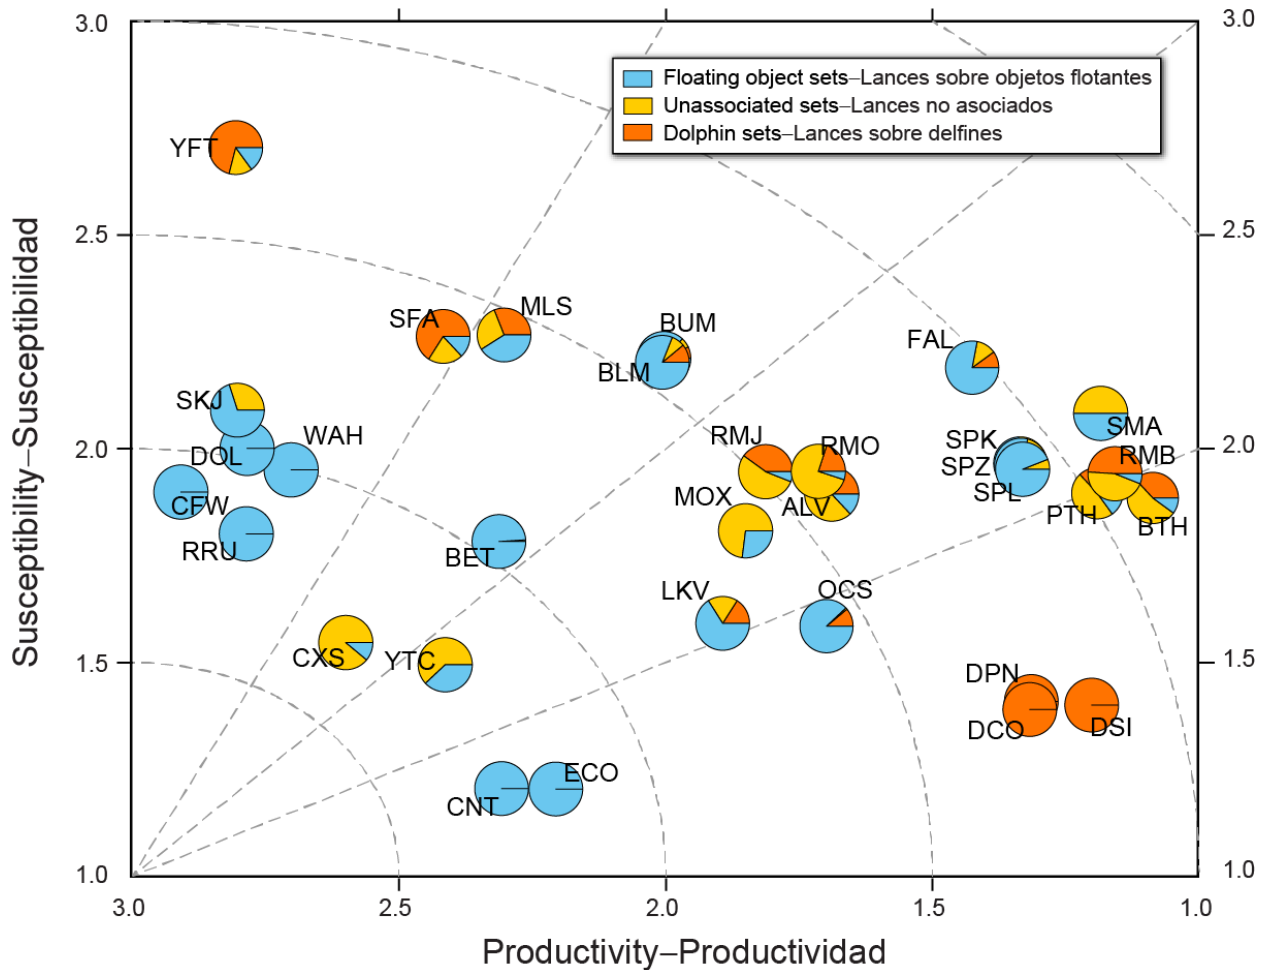 3.0
3.0
Floating object sets–Lances sobre objetos flotantes
Unassociated sets–Lances no asociados
Dolphin sets–Lances sobre delfines
YFT
2.5
2.5
SFA
MLS
BUM
BLM
FAL
SKJ
WAH
DOL
CFW
RRU
RMJ
RMO
MOX
ALV
SPK
SPZ
SPL
SMA
RMB
PTH
BTH
2.0
2.0
BET
LKV
OCS
CXS
YTC
1.5
1.5
DPN
DCO
DSI
CNT
ECO
1.0
1.0
3.0
2.5
2.0
1.5
1.0
Susceptibility–Susceptibilidad
Productivity–Productividad